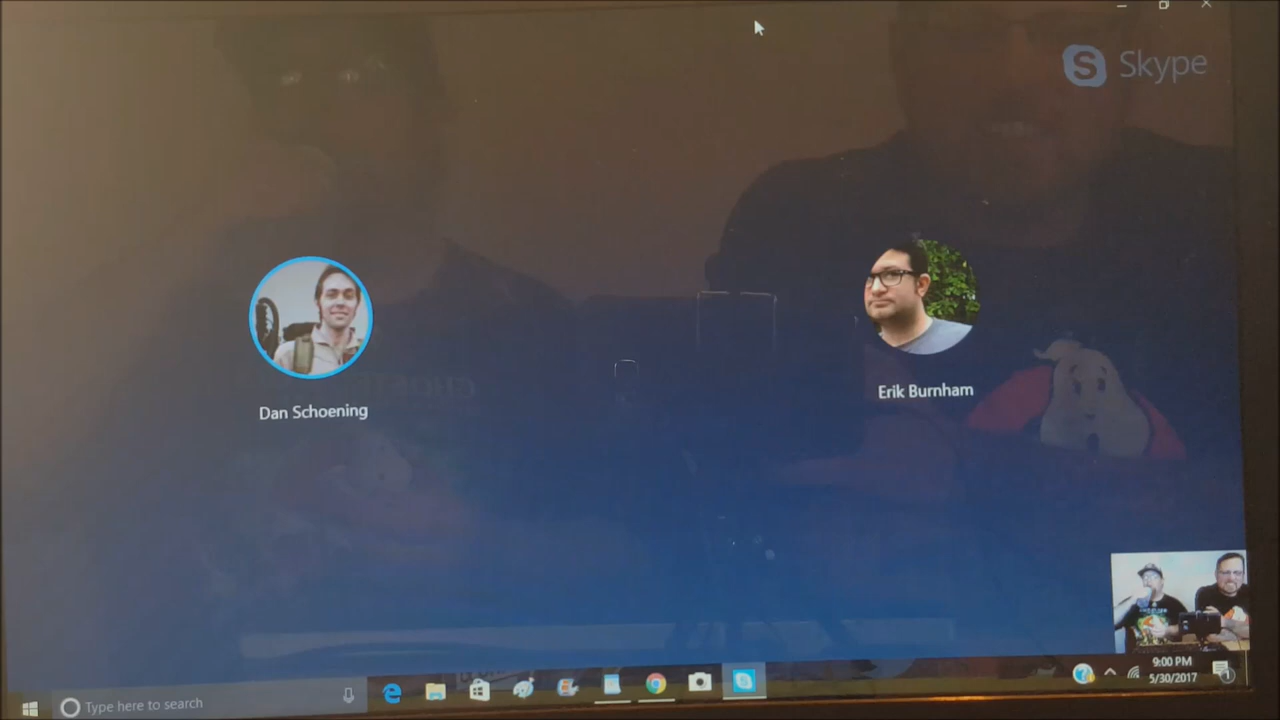 Skype
Dan Schoening
Erik Burnham
9:00 PM
5/30/2017
Type here to search